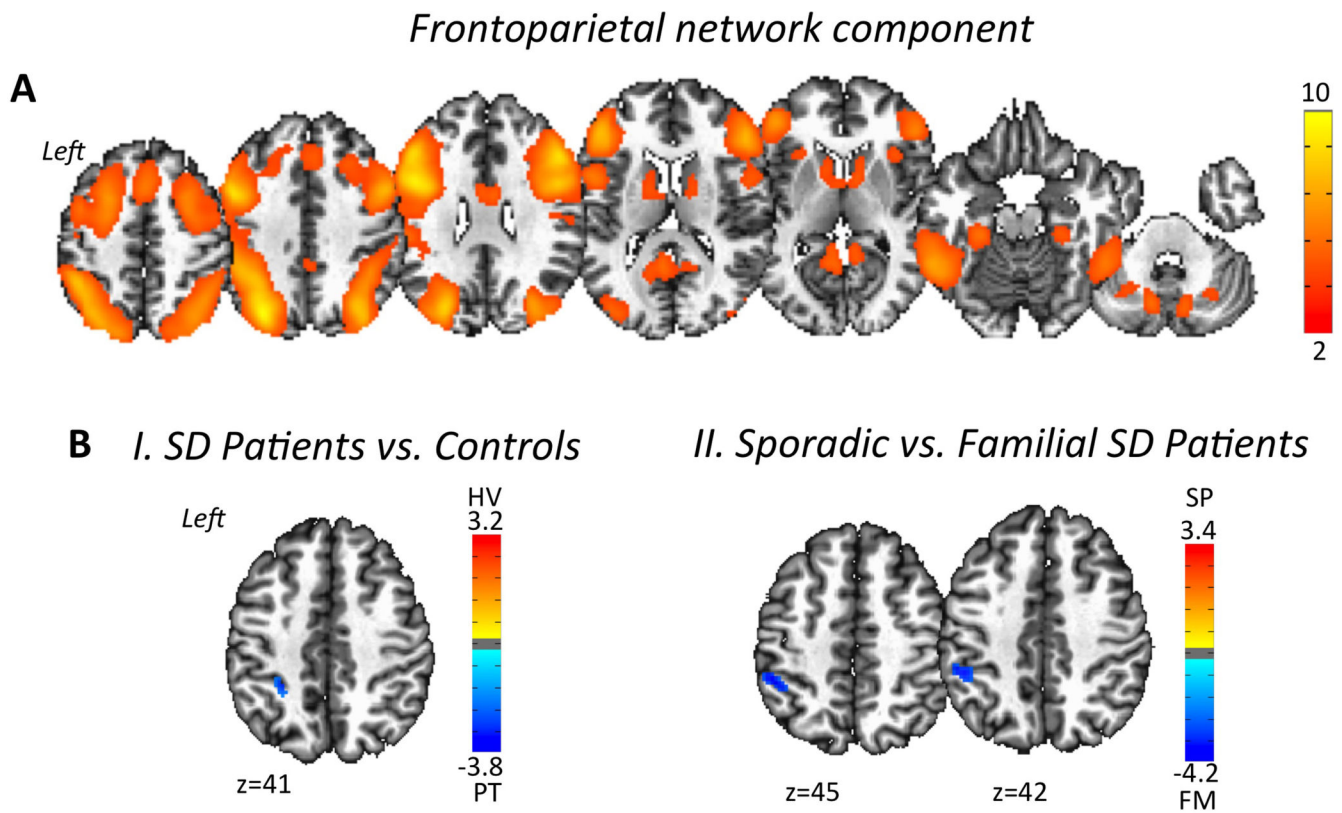 Frontoparietal network component
A
Left
10
2
B
I. SD Patients vs. Controls
Left
HV
3.2
-3.8
PT
z=41
II. Sporadic vs. Familial SD Patients
SP
3.4
-4.2
FM
z=45
z=42